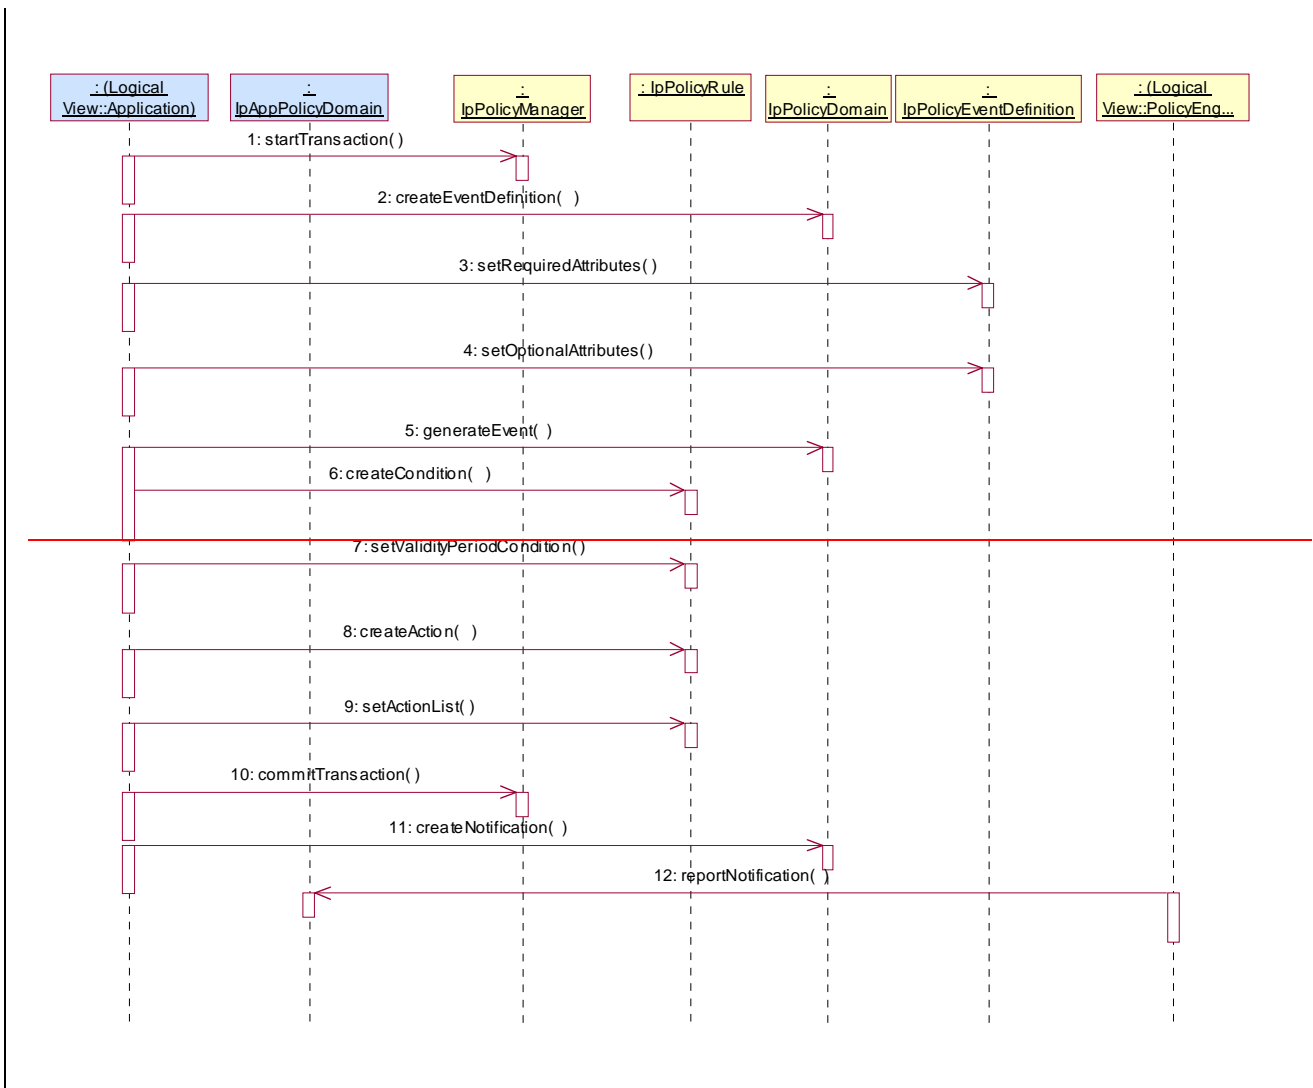 : (Logical
View::Application)
:
IpAppPolicyDomain
:
IpPolicyManager
: IpPolicyRule
:
IpPolicyDomain
:
IpPolicyEventDefinition
: (Logical
View::PolicyEng...
1: startTransaction( )
2: createEventDefinition(  )
3: setRequiredAttributes( )
4: setOptionalAttributes( )
5: generateEvent(  )
6: createCondition(  )
7: setValidityPeriodCondition( )
8: createAction(  )
9: setActionList( )
10: commitTransaction( )
11: createNotification(  )
12: reportNotification(  )